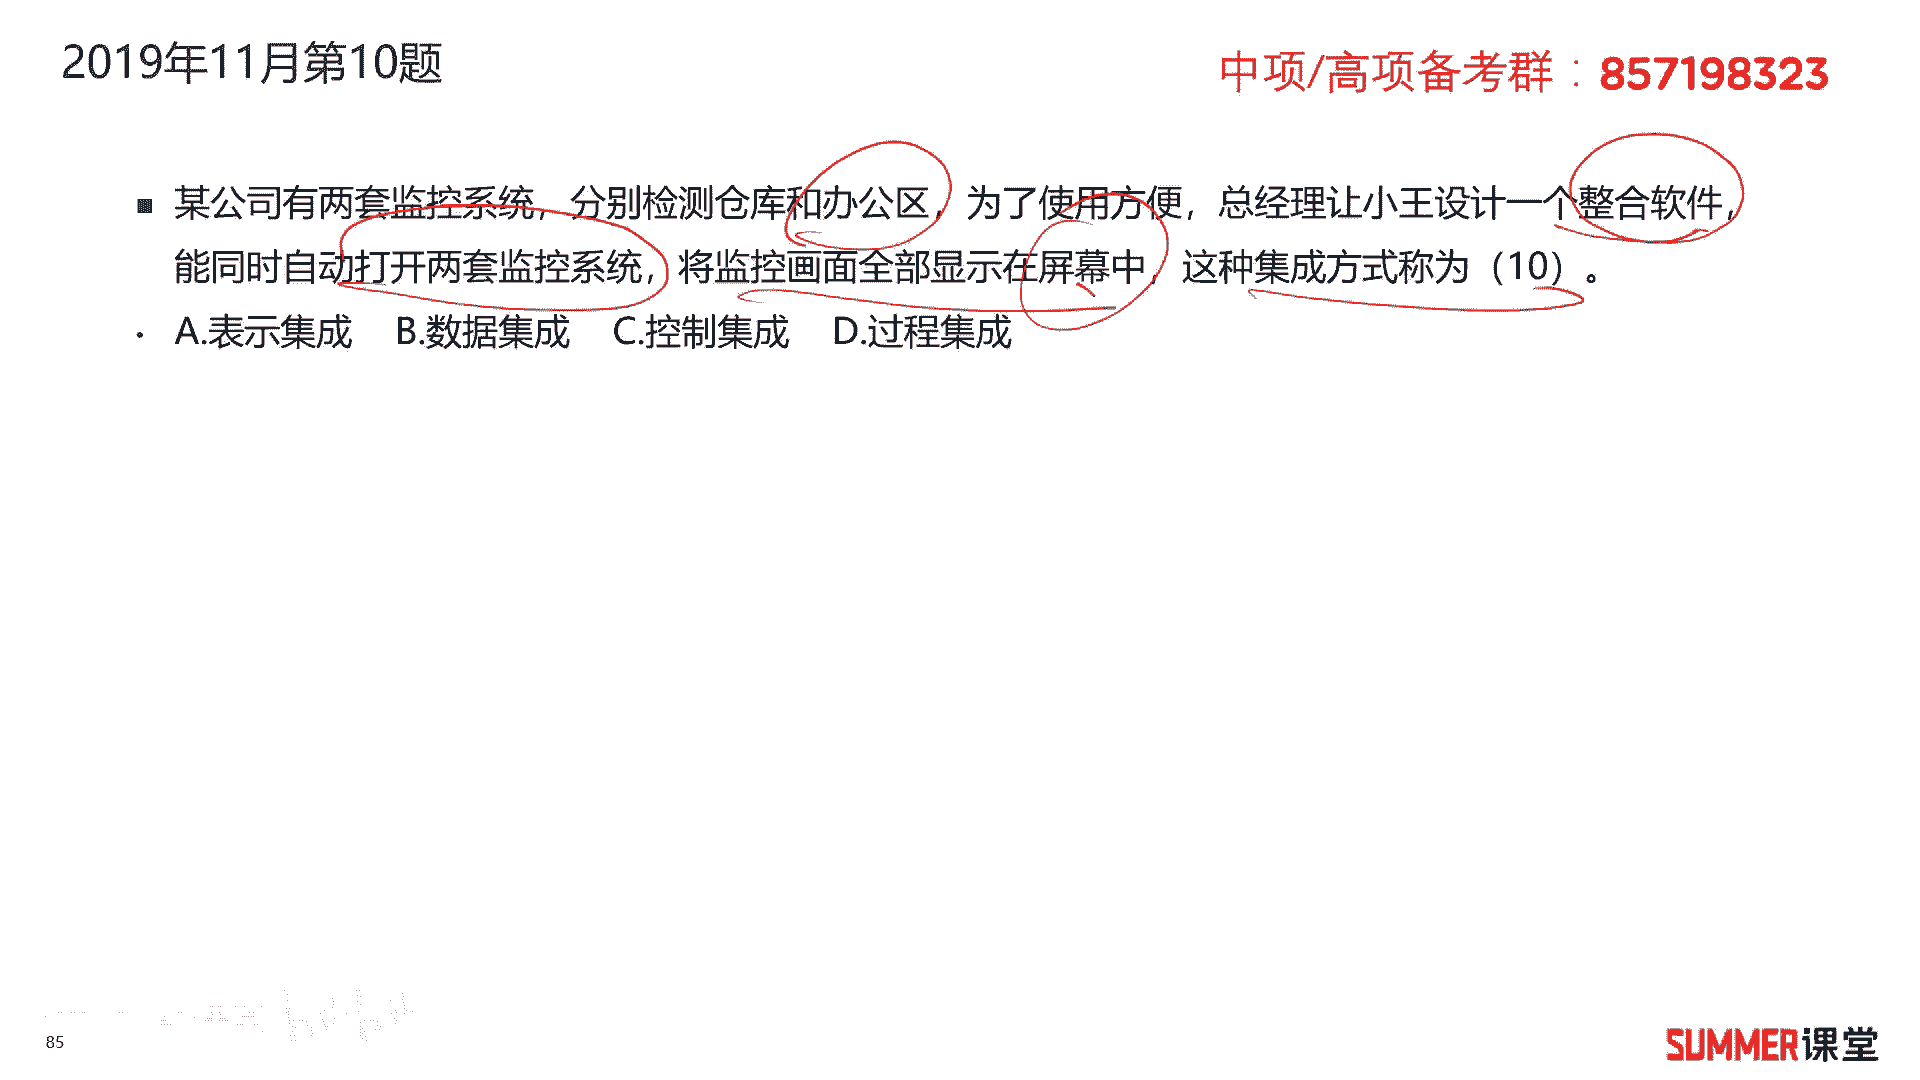 2019年11月第10题
中项/高项备考群：857198323
▪ 某公司有两套监控系统，分别检测仓库和办公区，为了使用方便，总经理让小王设计一个整合软件，
能同时自动打开两套监控系统，将监控画面全部显示在屏幕中，这种集成方式称为（10）。
• A.表示集成 B.数据集成 C.控制集成 D.过程集成
85
SUMMER课堂